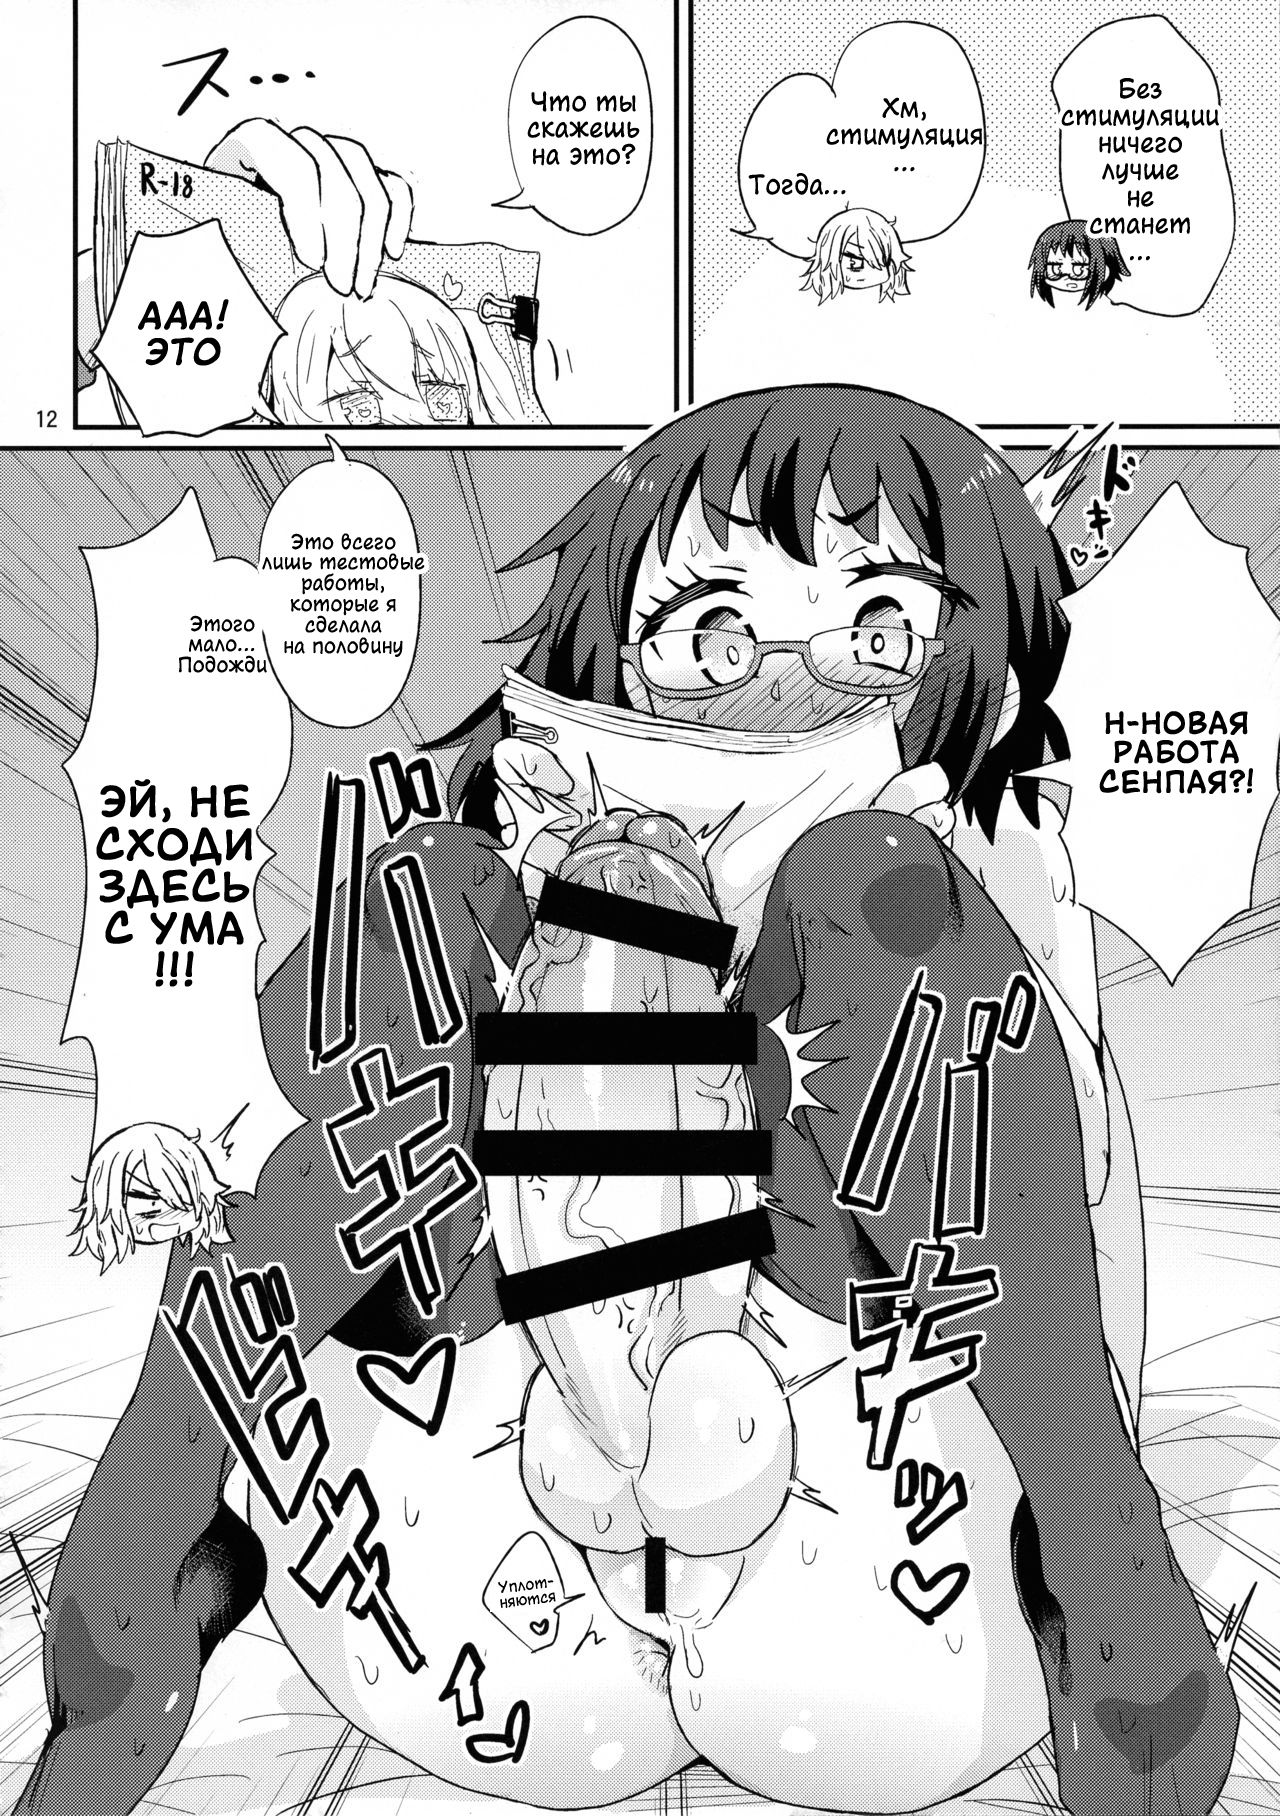 Без
стимуляции
ничего
лучше
не
станет
...
Хм,
стимуляция
...
Тогда...
Что ты
скажешь
на это?
ス...
R-18
ААА!
ЭТО
12
ドキ♡
Н-НОВАЯ
РАБОТА
СЕНПАЯ?!
Это всего
лишь тестовые
работы,
которые я
сделала
на половину
Этого
мало...
Подожди
ЭЙ, НЕ
СХОДИ
ЗДЕСЬ
С УМА
!!!
Уплот-
няются
♡